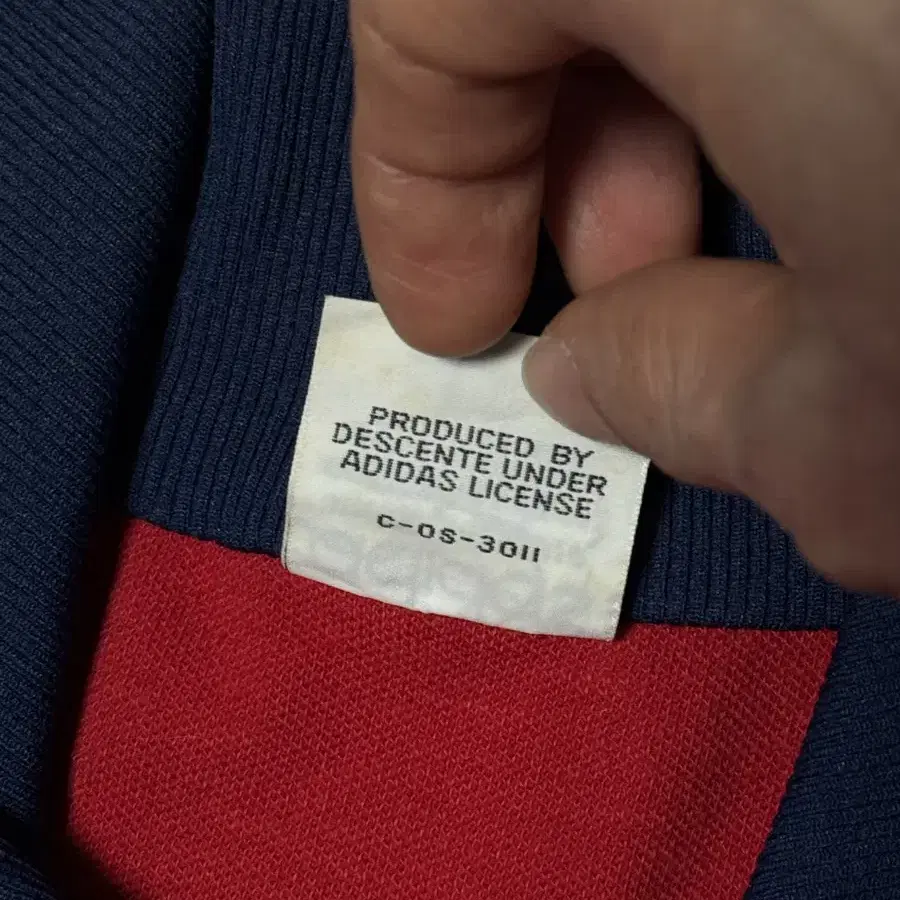 PRODUCED BY
DESCENTE UNDER
ADIDAS LICENSE
C-OS-3011